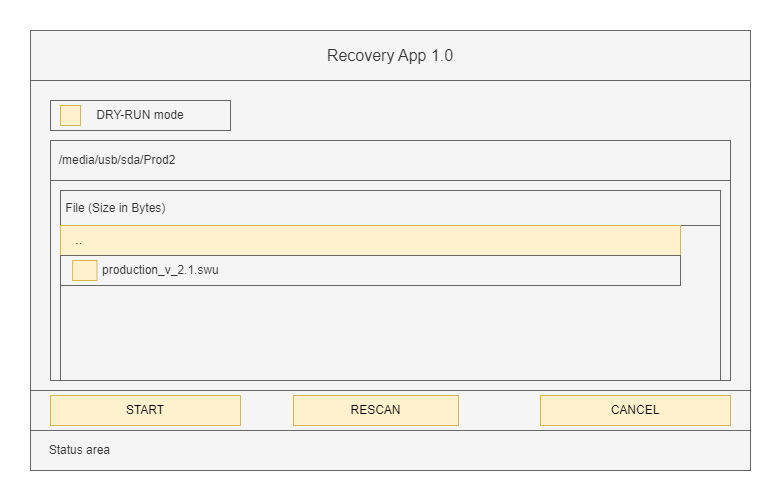 Recovery App 1.0
DRY-RUN mode
/media/usb/sda/Prod2
File (Size in Bytes)
..
production_v_2.1.swu
START RESCAN CANCEL
Status area